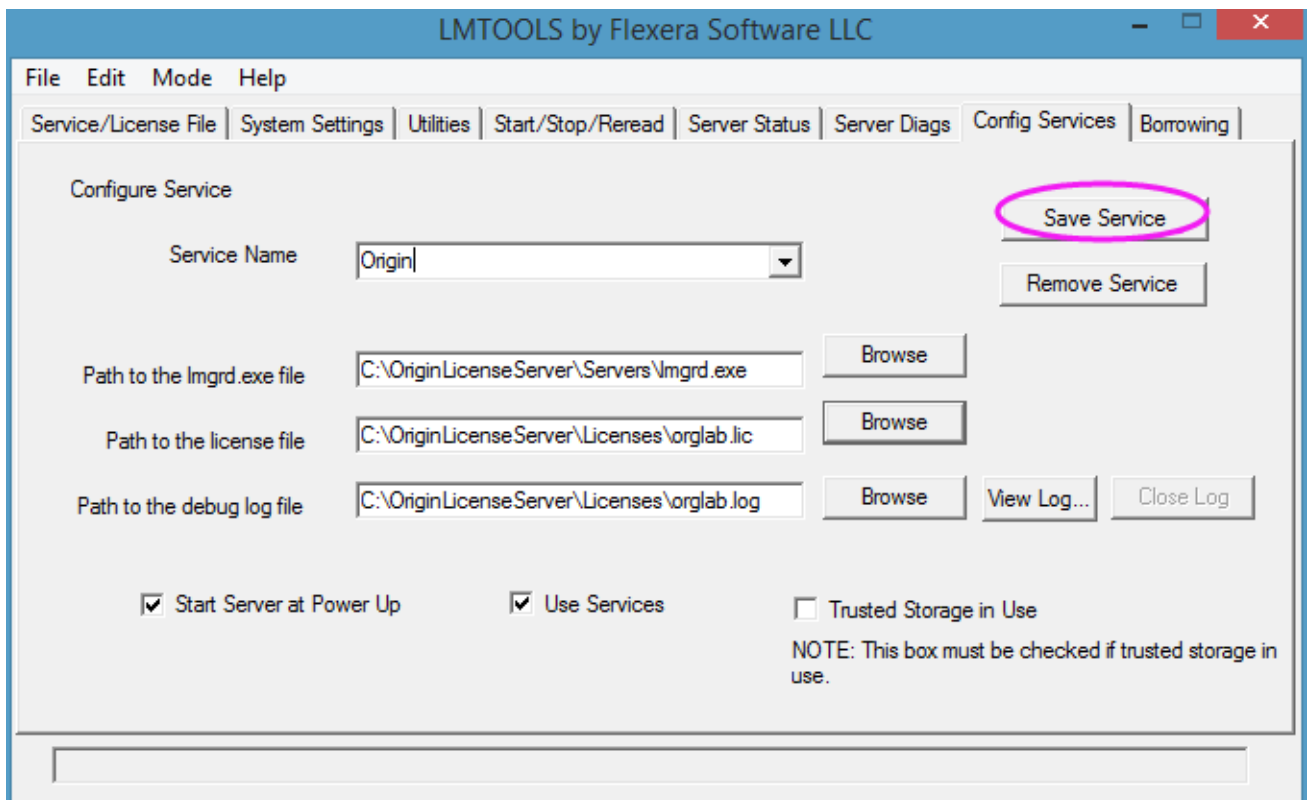 LMTOOLS by Flexera Software LLC
File Edit Mode Help
Service/License File System Settings Utilities Start/Stop/Reread Server Status Server Diags Config Services Borrowing
Configure Service
Save Service
Service Name Origin
Remove Service
Path to the lmgrd.exe file C:\OriginLicenseServer\Servers\lmgrd.exe Browse
Path to the license file C:\OriginLicenseServer\Licenses\orglab.lic Browse
Path to the debug log file C:\OriginLicenseServer\Licenses\orglab.log Browse View Log... Close Log
Start Server at Power Up Use Services Trusted Storage in Use
NOTE: This box must be checked if trusted storage in
use.